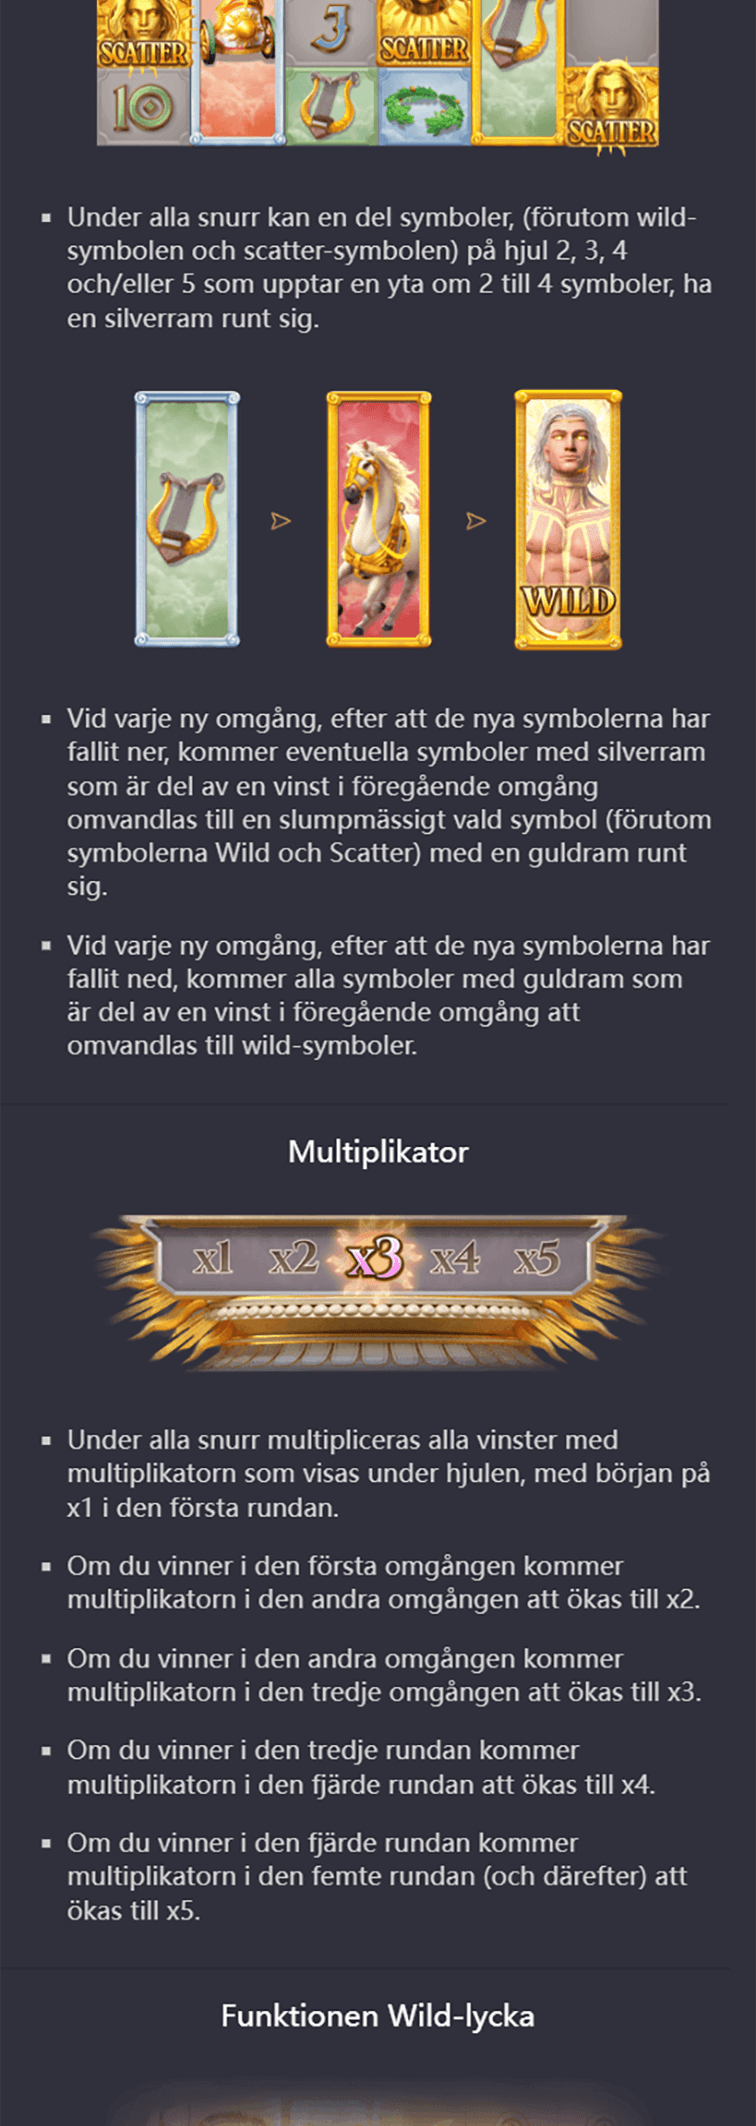 SCATTER
J
SCATTER
10
SCATTER
Under alla snurr kan en del symboler, (förutom wild-
symbolen och scatter-symbolen) på hjul 2, 3, 4
och/eller 5 som upptar en yta om 2 till 4 symboler, ha
en silverram runt sig.
WILD
Vid varje ny omgång, efter att de nya symbolerna har
fallit ner, kommer eventuella symboler med silverram
som är del av en vinst i föregående omgång
omvandlas till en slumpmässigt vald symbol (förutom
symbolerna Wild och Scatter) med en guldram runt
sig.
Vid varje ny omgång, efter att de nya symbolerna har
fallit ned, kommer alla symboler med guldram som
är del av en vinst i föregående omgång att
omvandlas till wild-symboler.
Multiplikator
x1 x2 x3 x4 x5
Under alla snurr multipliceras alla vinster med
multiplikatorn som visas under hjulen, med början på
x1 i den första rundan.
Om du vinner i den första omgången kommer
multiplikatorn i den andra omgången att ökas till x2.
Om du vinner i den andra omgången kommer
multiplikatorn i den tredje omgången att ökas till x3.
Om du vinner i den tredje rundan kommer
multiplikatorn i den fjärde rundan att ökas till x4.
Om du vinner i den fjärde rundan kommer
multiplikatorn i den femte rundan (och därefter) att
ökas till x5.
Funktionen Wild-lycka